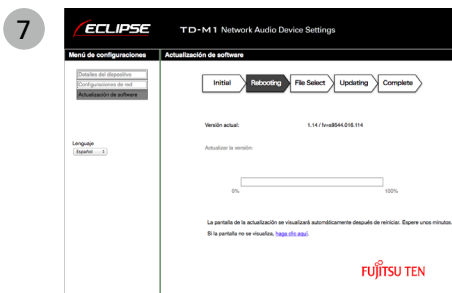 7
ECLIPSE
TD-M1 Network Audio Device Settings
Menú de configuraciones
Actualización de software
Detalles del dispositivo
Configuraciones de red
Actualización de software
Initial
Rebooting
File Select
Updating
Complete
Versión actual:
1.14 / fv=s9544.016.114
Lenguaje
Español
Actualizar la versión:
0%
100%
La pantalla de la actualización se visualizará automáticamente después de reiniciar. Espere unos minutos.
Si la pantalla no se visualiza, haga clic aquí.
FUJITSU TEN